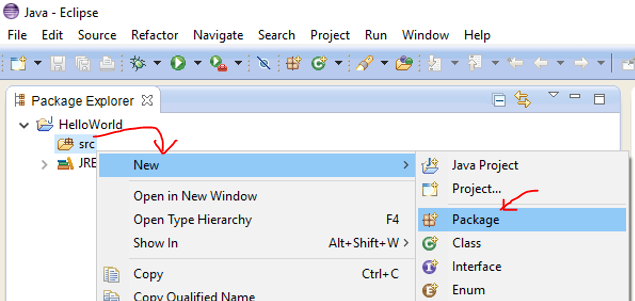 Java - Eclipse
File Edit Source Refactor Navigate Search Project Run Window Help
Package Explorer
HelloWorld
src
JRE
New
Open in New Window
Open Type Hierarchy F4
Show In Alt+Shift+W >
Copy Ctrl+C
Copy Qualified Name
Java Project
Project...
Package
Class
Interface
Enum